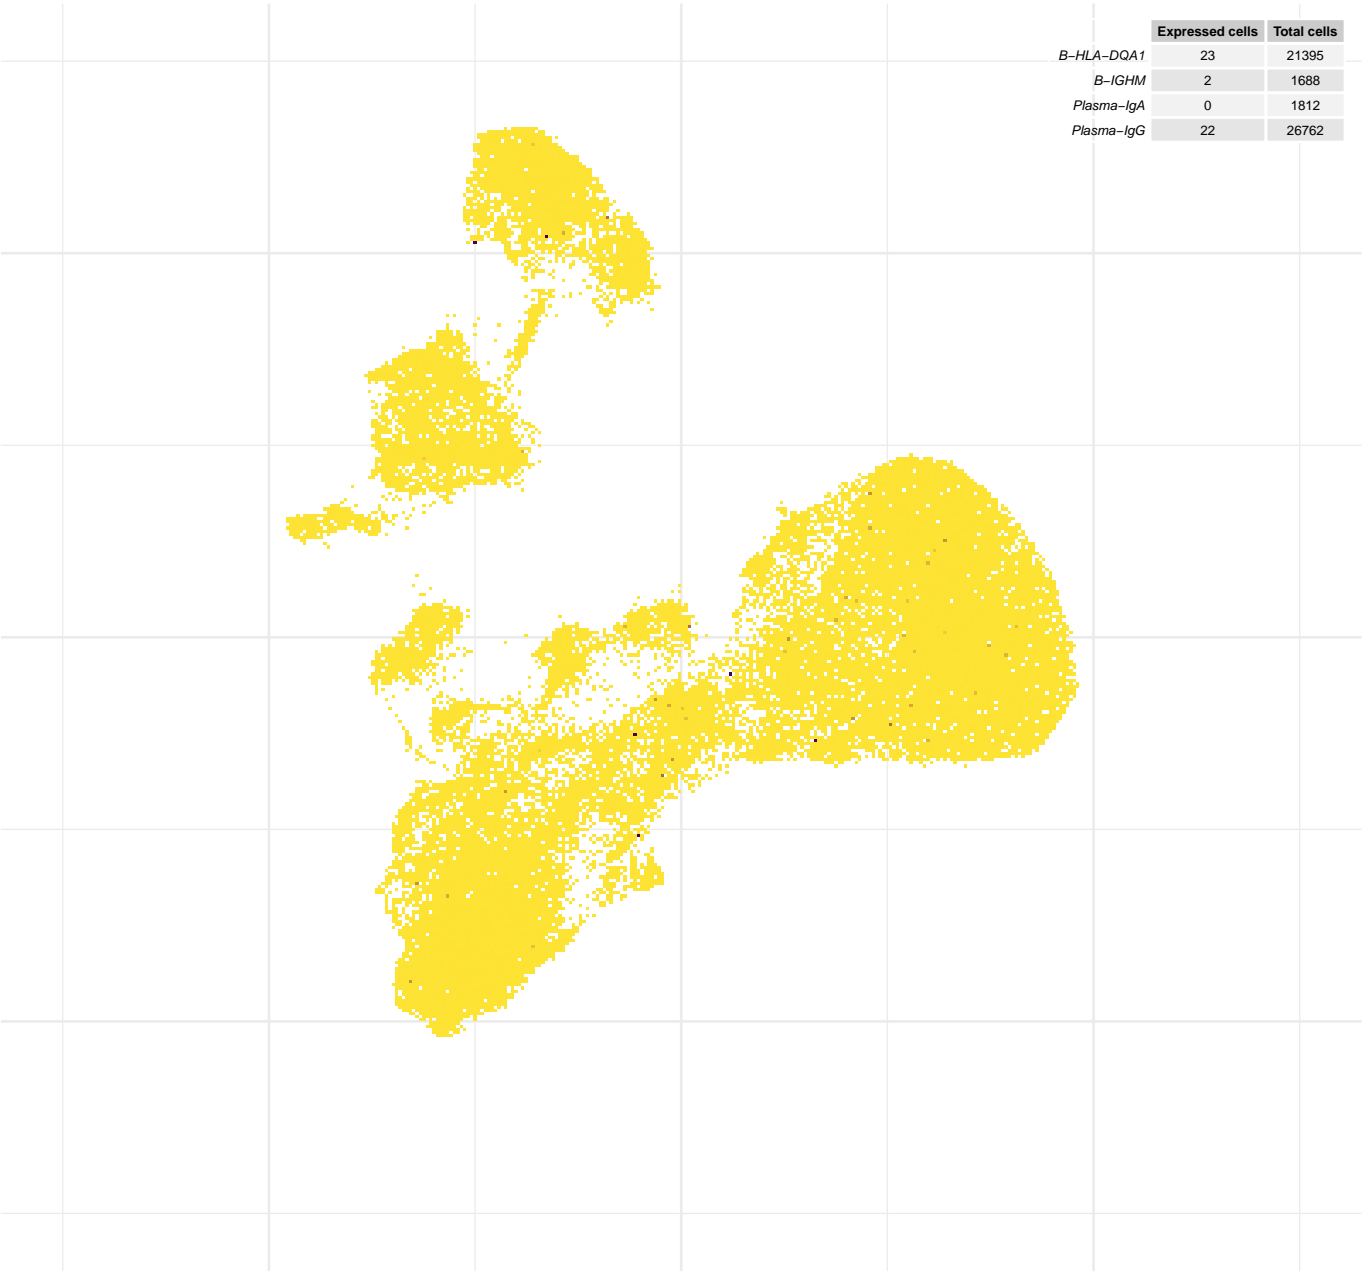 Expressed cells Total cells
B−HLA−DQA1 23 21395
B−IGHM 2 1688
Plasma−IgA 0 1812
Plasma−IgG 22 26762